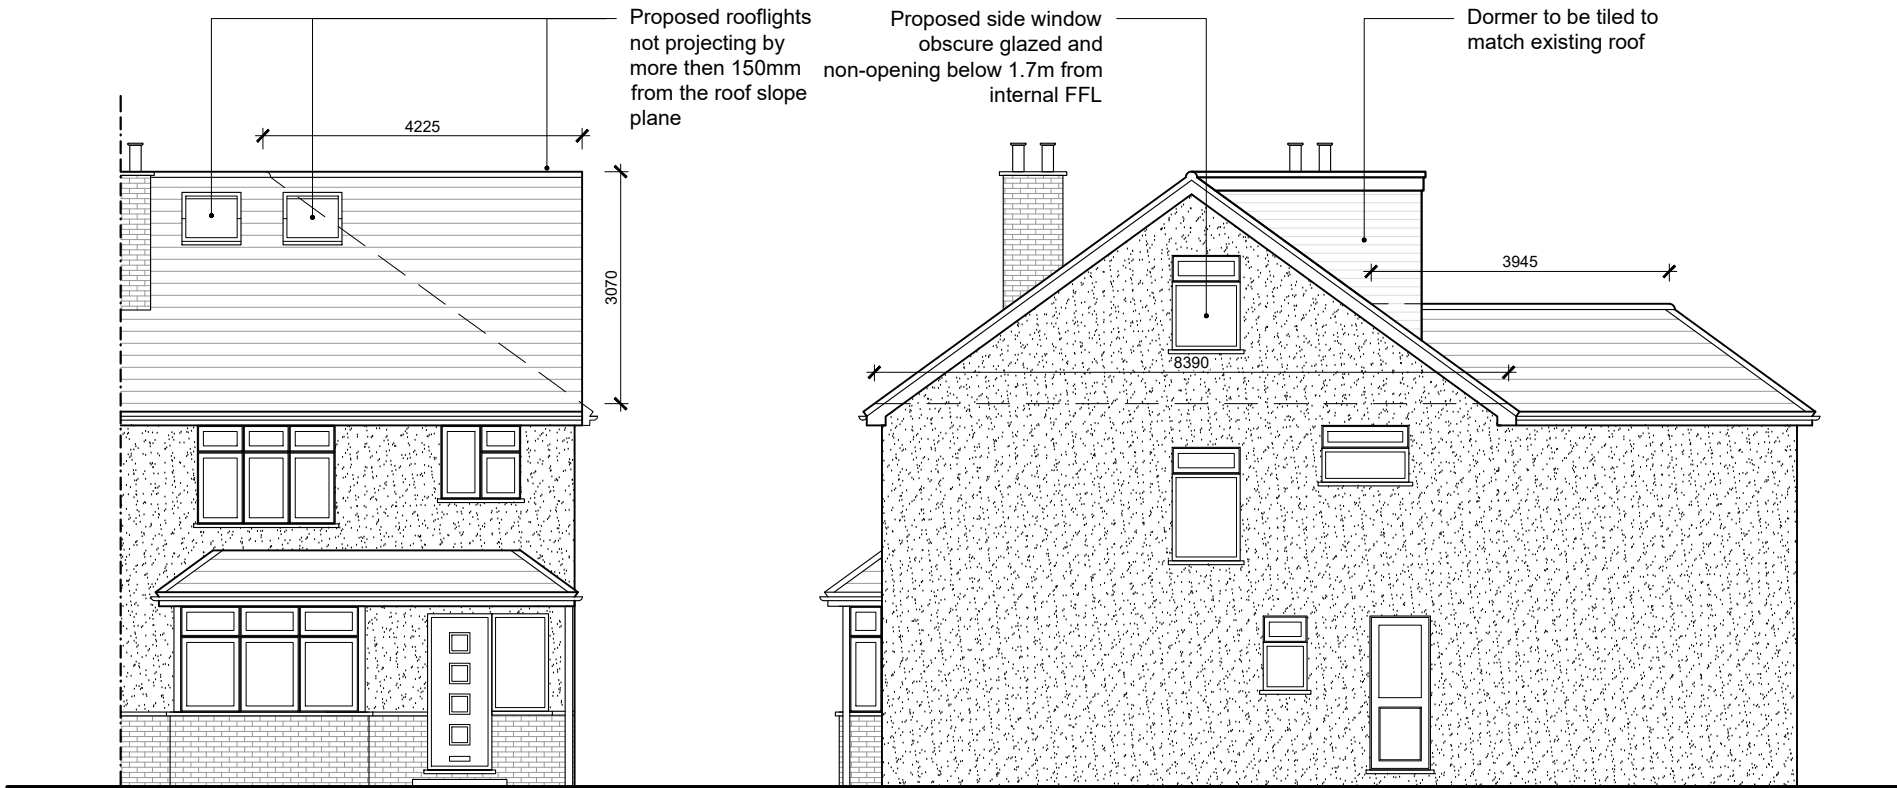 Proposed rooflights
not projecting by
more then 150mm
from the roof slope
plane
Proposed side window
obscure glazed and
non-opening below 1.7m from
internal FFL
Dormer to be tiled to
match existing roof
4225
3070
3945
8390